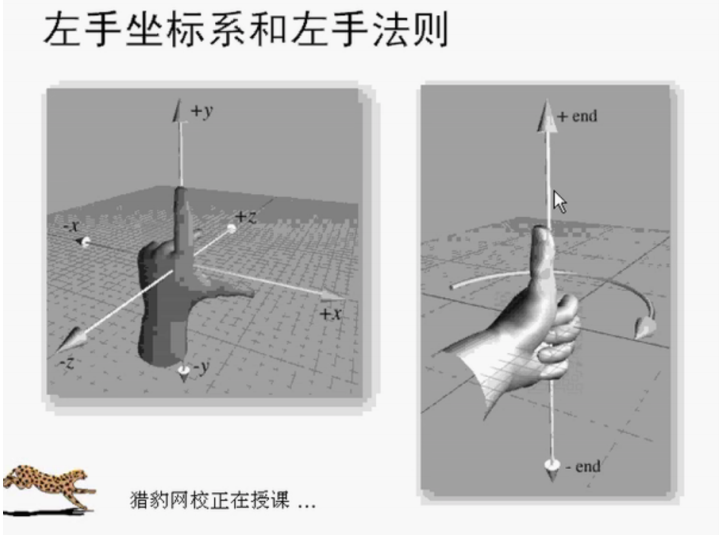 左手坐标系和左手法则
+y
+ end
-x
+z
+x
-z
-y
- end
猎豹网校正在授课 ...